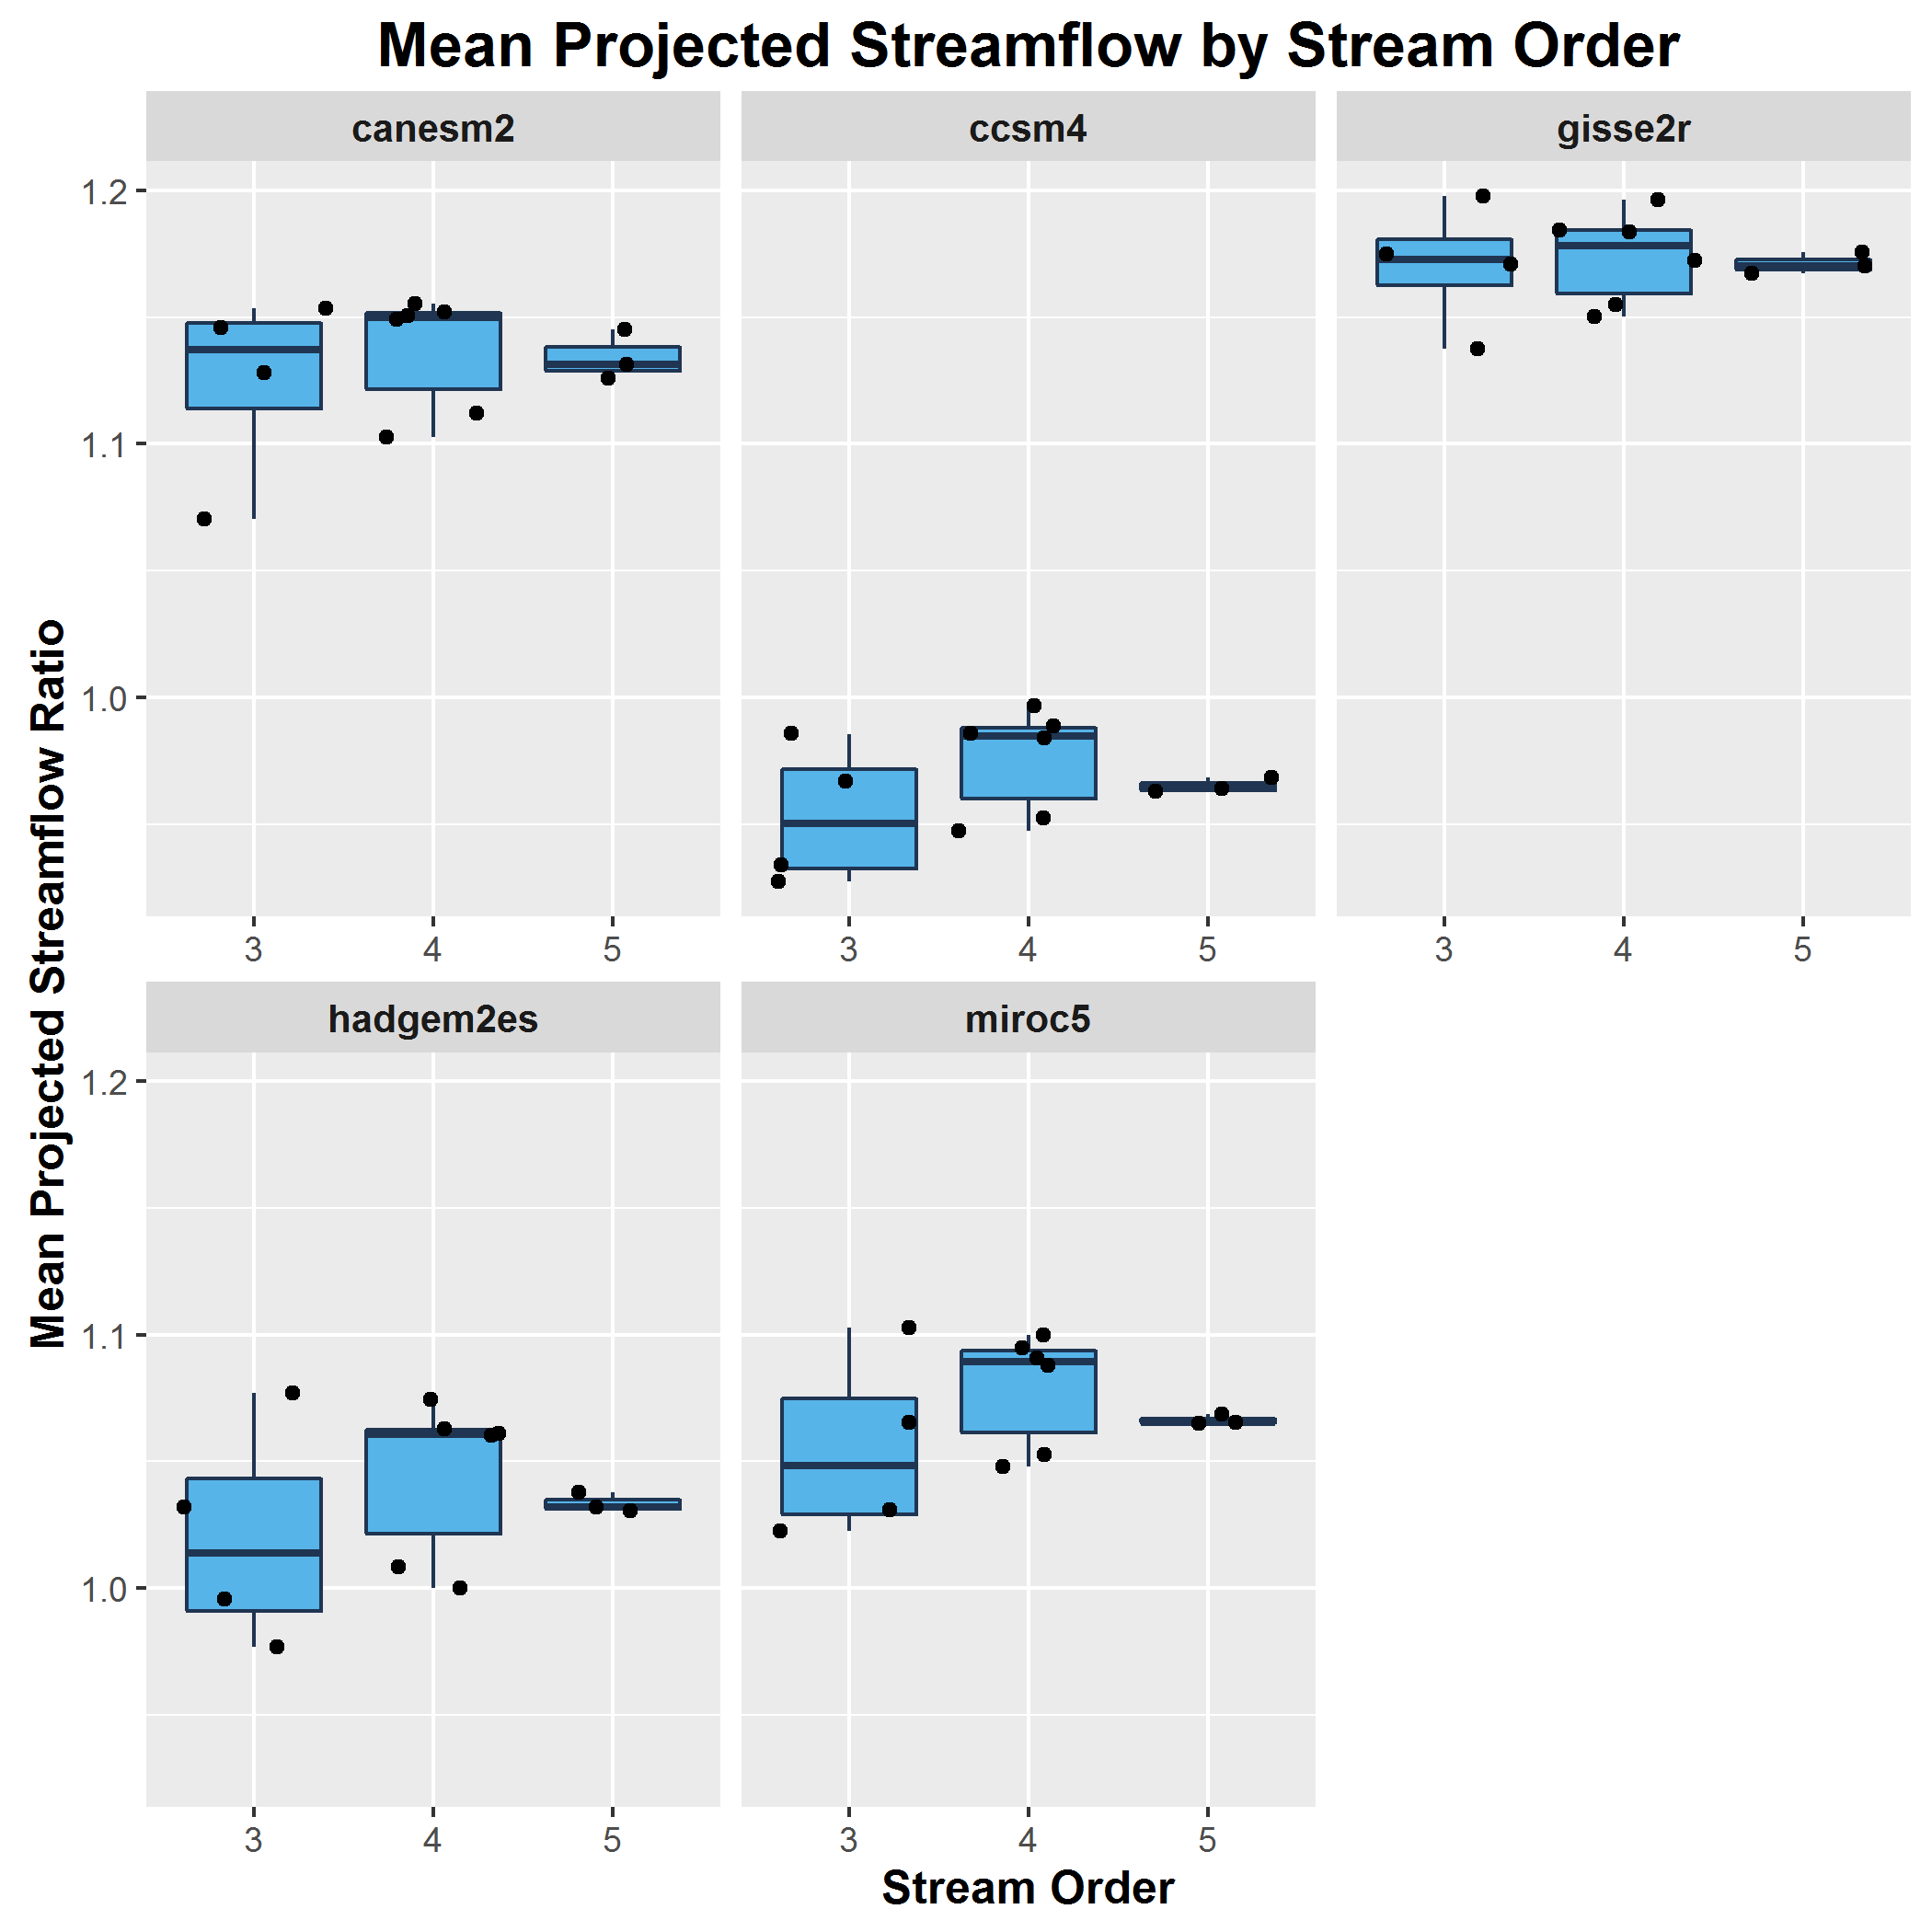 Mean Projected Streamflow by Stream Order
canesm2 ccsm4 gisse2r
1.2
1.1
1.0
3 4 5 3 4 5 3 4 5
Mean Projected Streamflow Ratio
hadgem2es miroc5
1.2
1.1
1.0
3 4 5 3 4 5
Stream Order